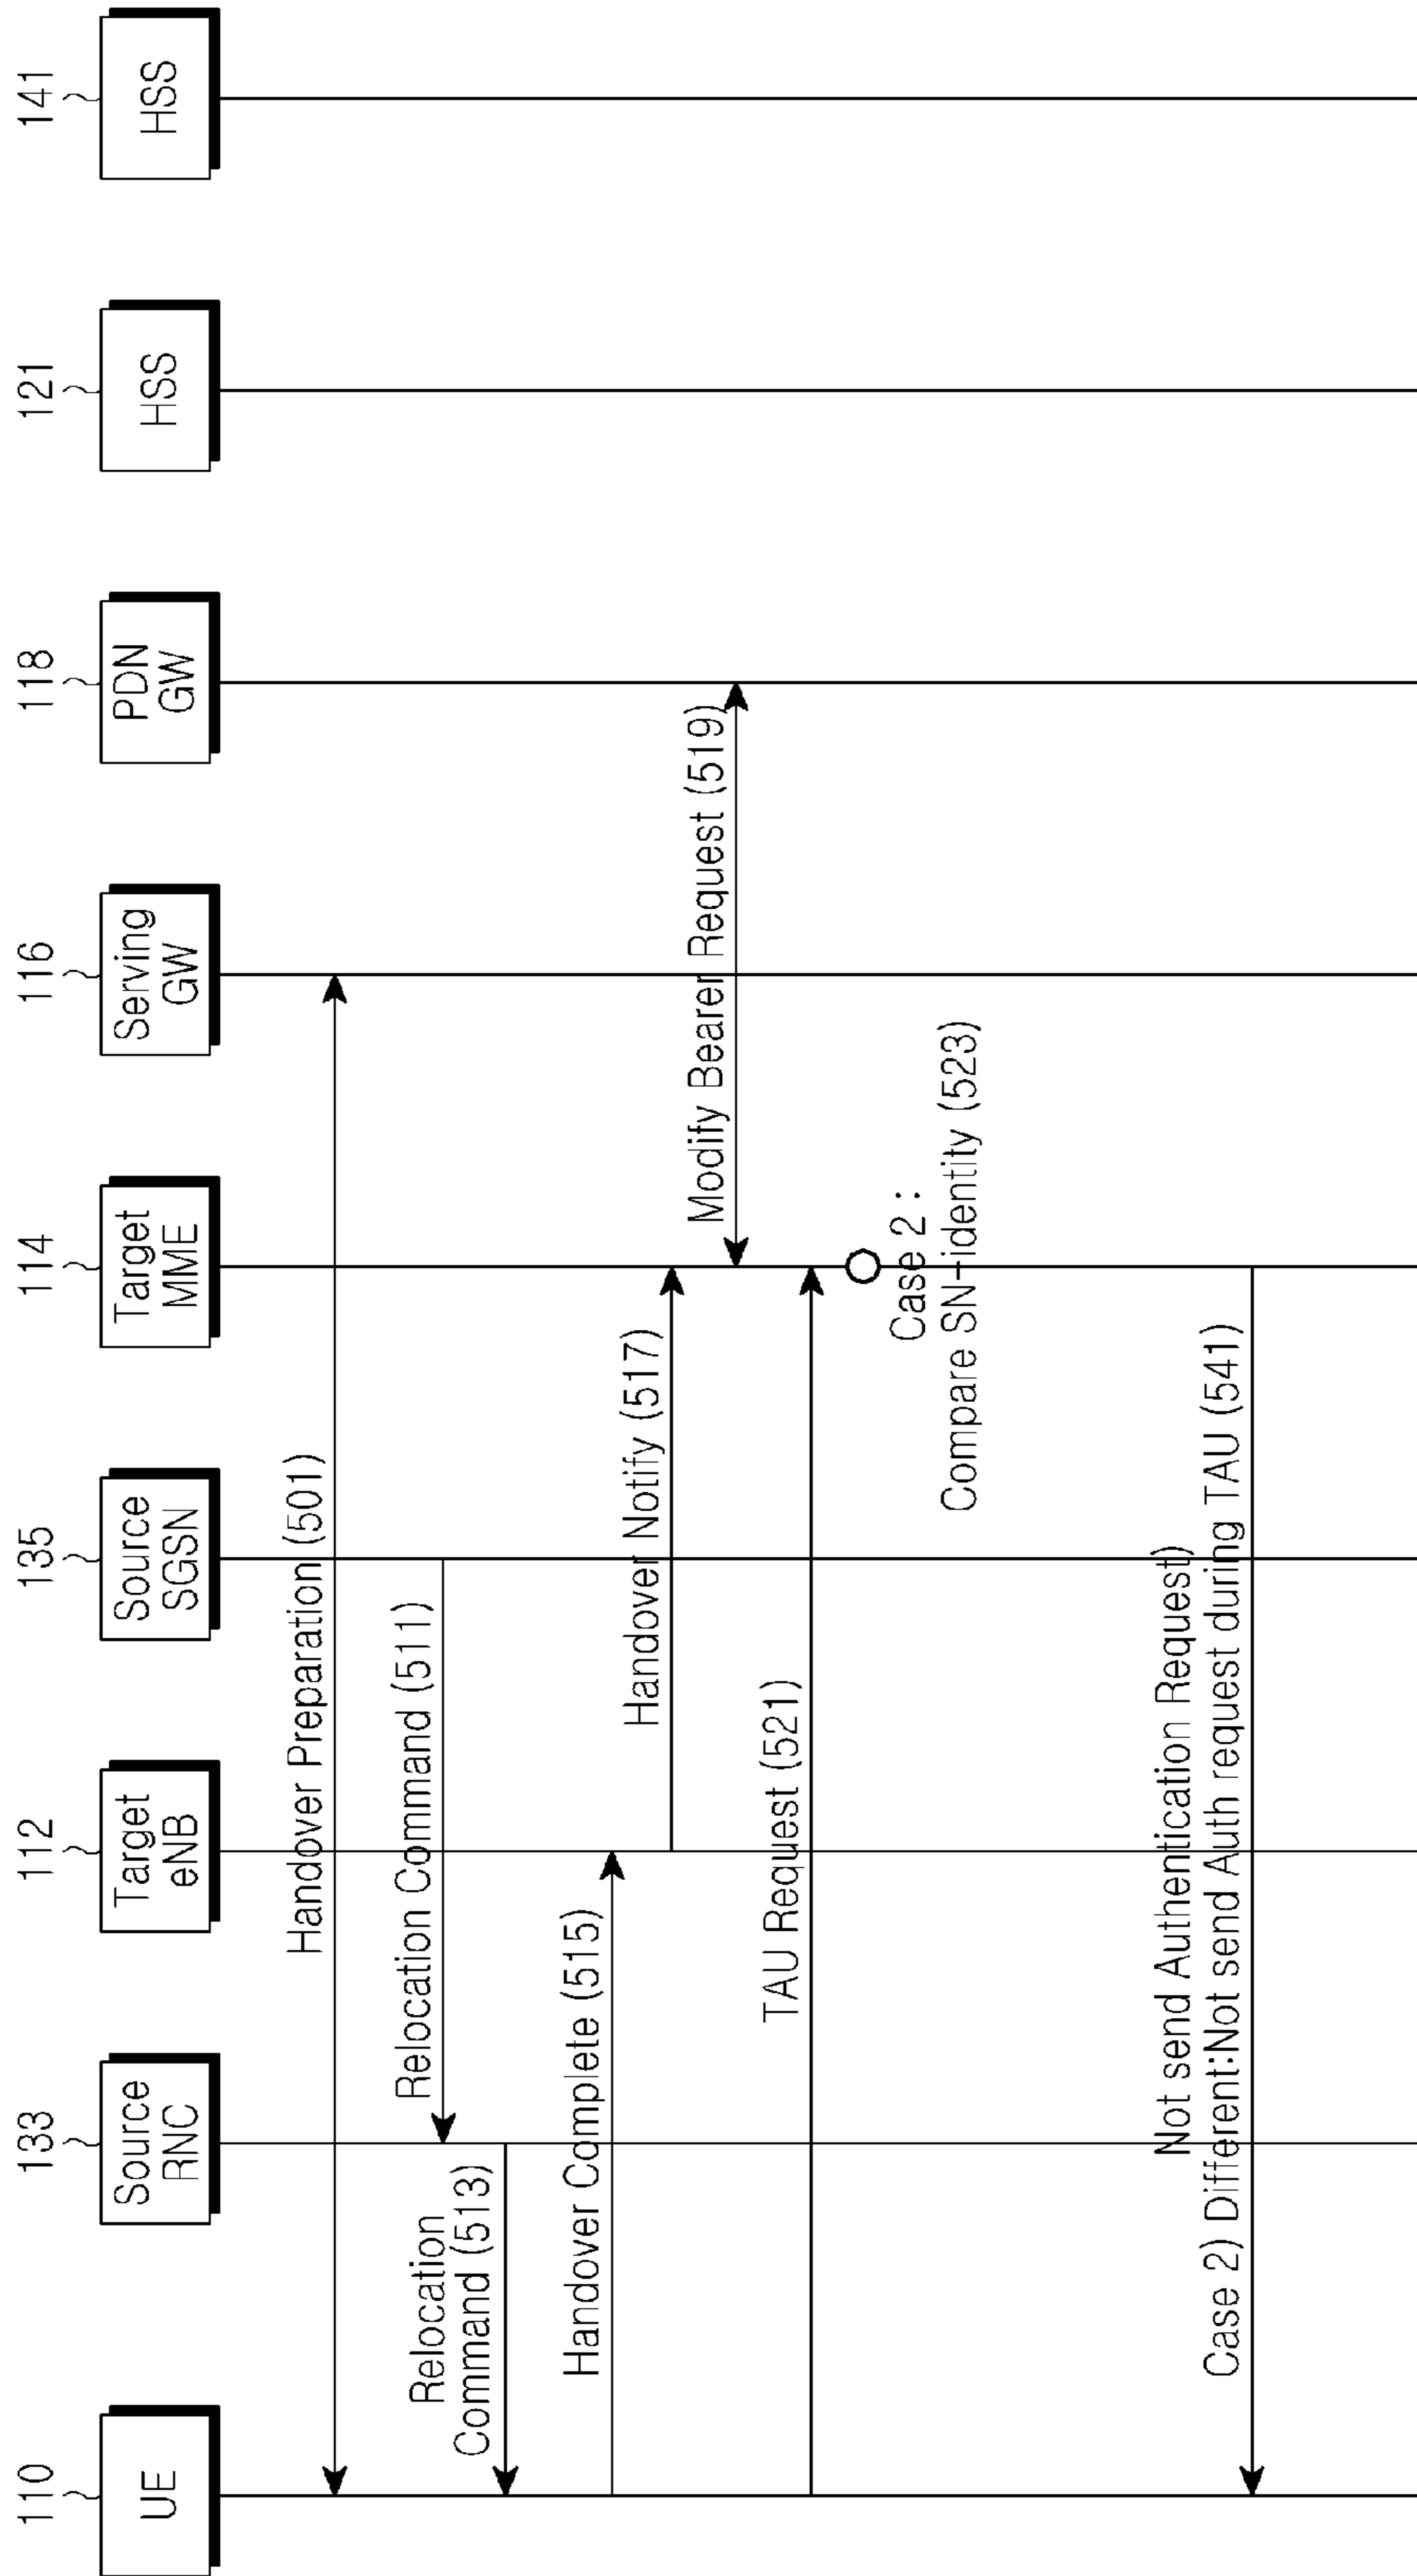 110
133
112
135
114
116
118
121
141
UE
Source
RNC
Target
eNB
Source
SGSN
Target
MME
Serving
GW
PDN
GW
HSS
HSS
Handover Preparation (501)
Relocation Command (511)
Relocation
Command (513)
Handover Complete (515)
Handover Notify (517)
Modify Bearer Request (519)
TAU Request (521)
Case 2 :
Compare SN-identity (523)
Not send Authentication Request)
Case 2) Different:Not send Auth request during TAU (541)